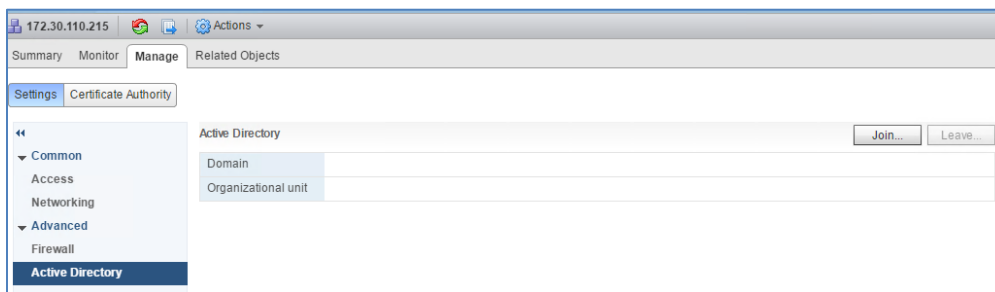 172.30.110.215 Actions
Summary Monitor Manage Related Objects
Settings Certificate Authority
Active Directory Join... Leave...
Common
Domain
Access
Organizational unit
Networking
Advanced
Firewall
Active Directory